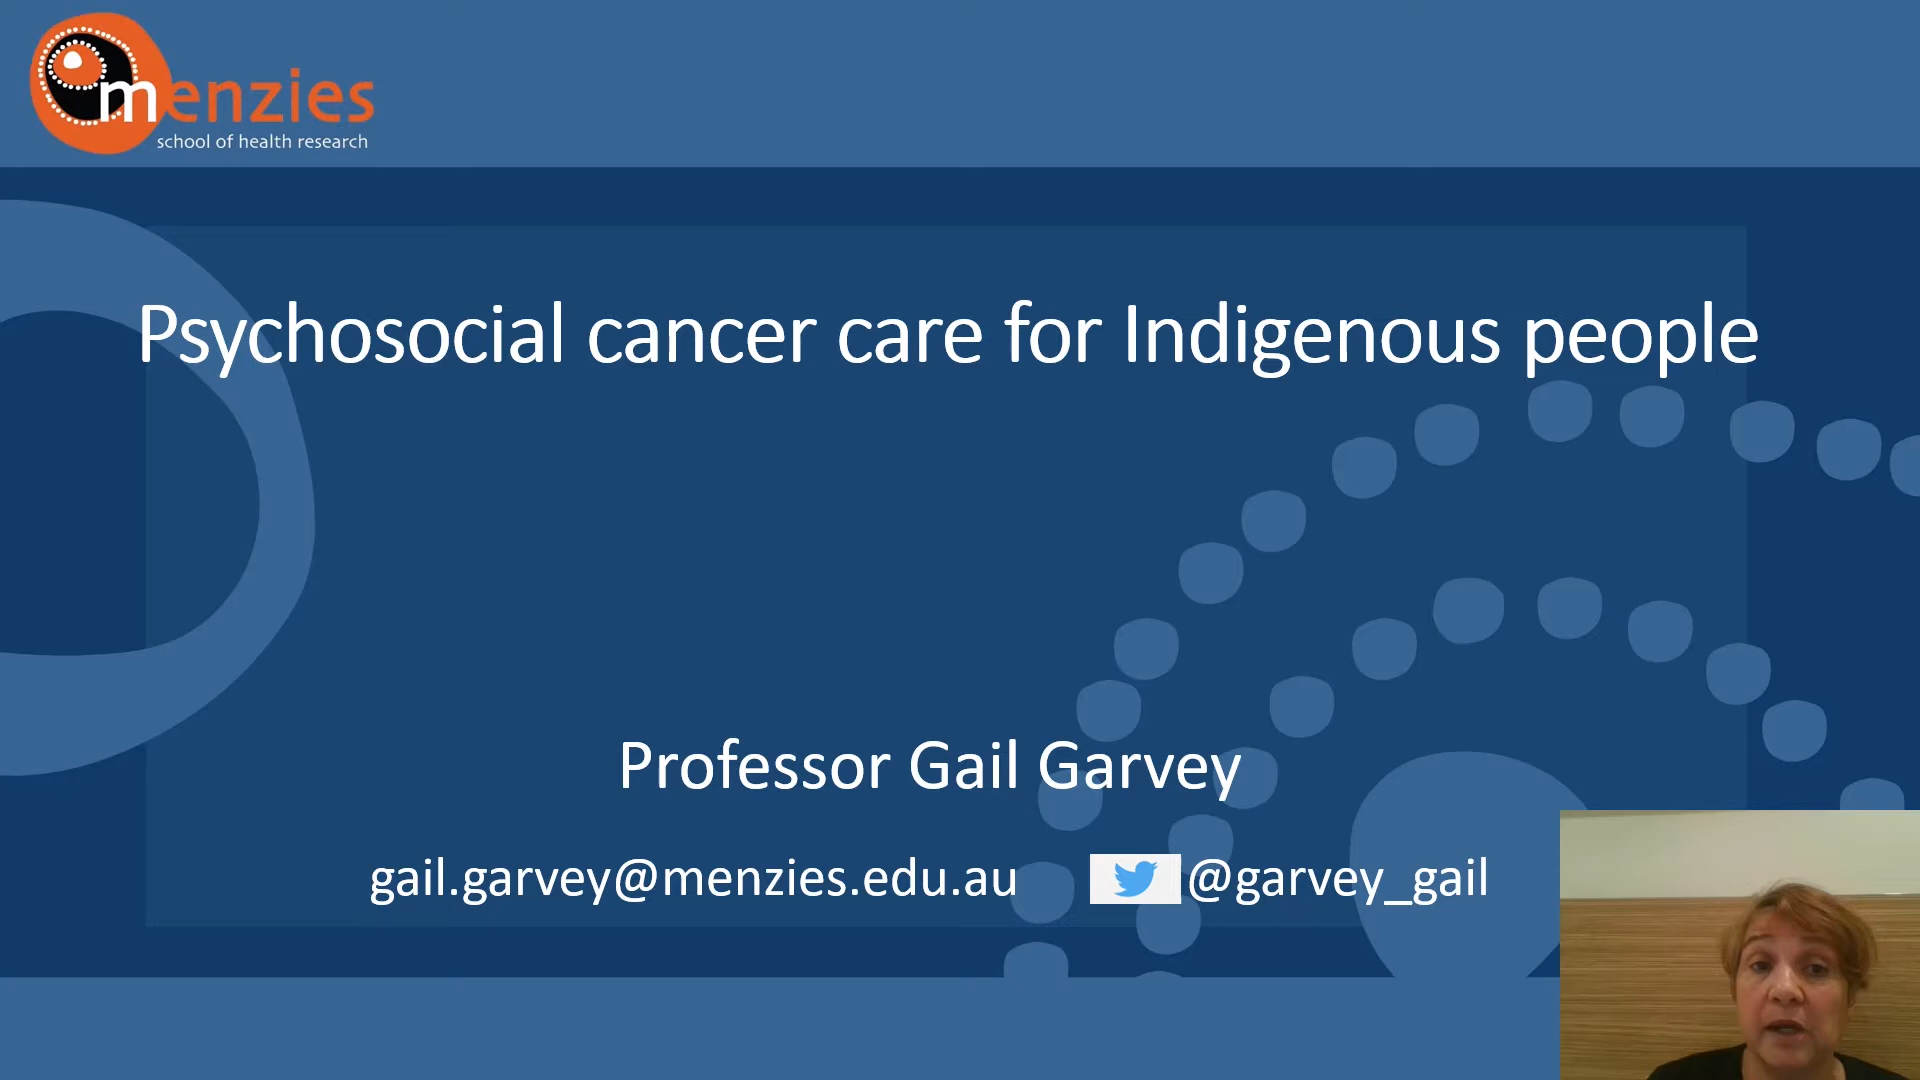 menzies
school of health research
Psychosocial cancer care for Indigenous people
Professor Gail Garvey
gail.garvey@menzies.edu.au @garvey_gail